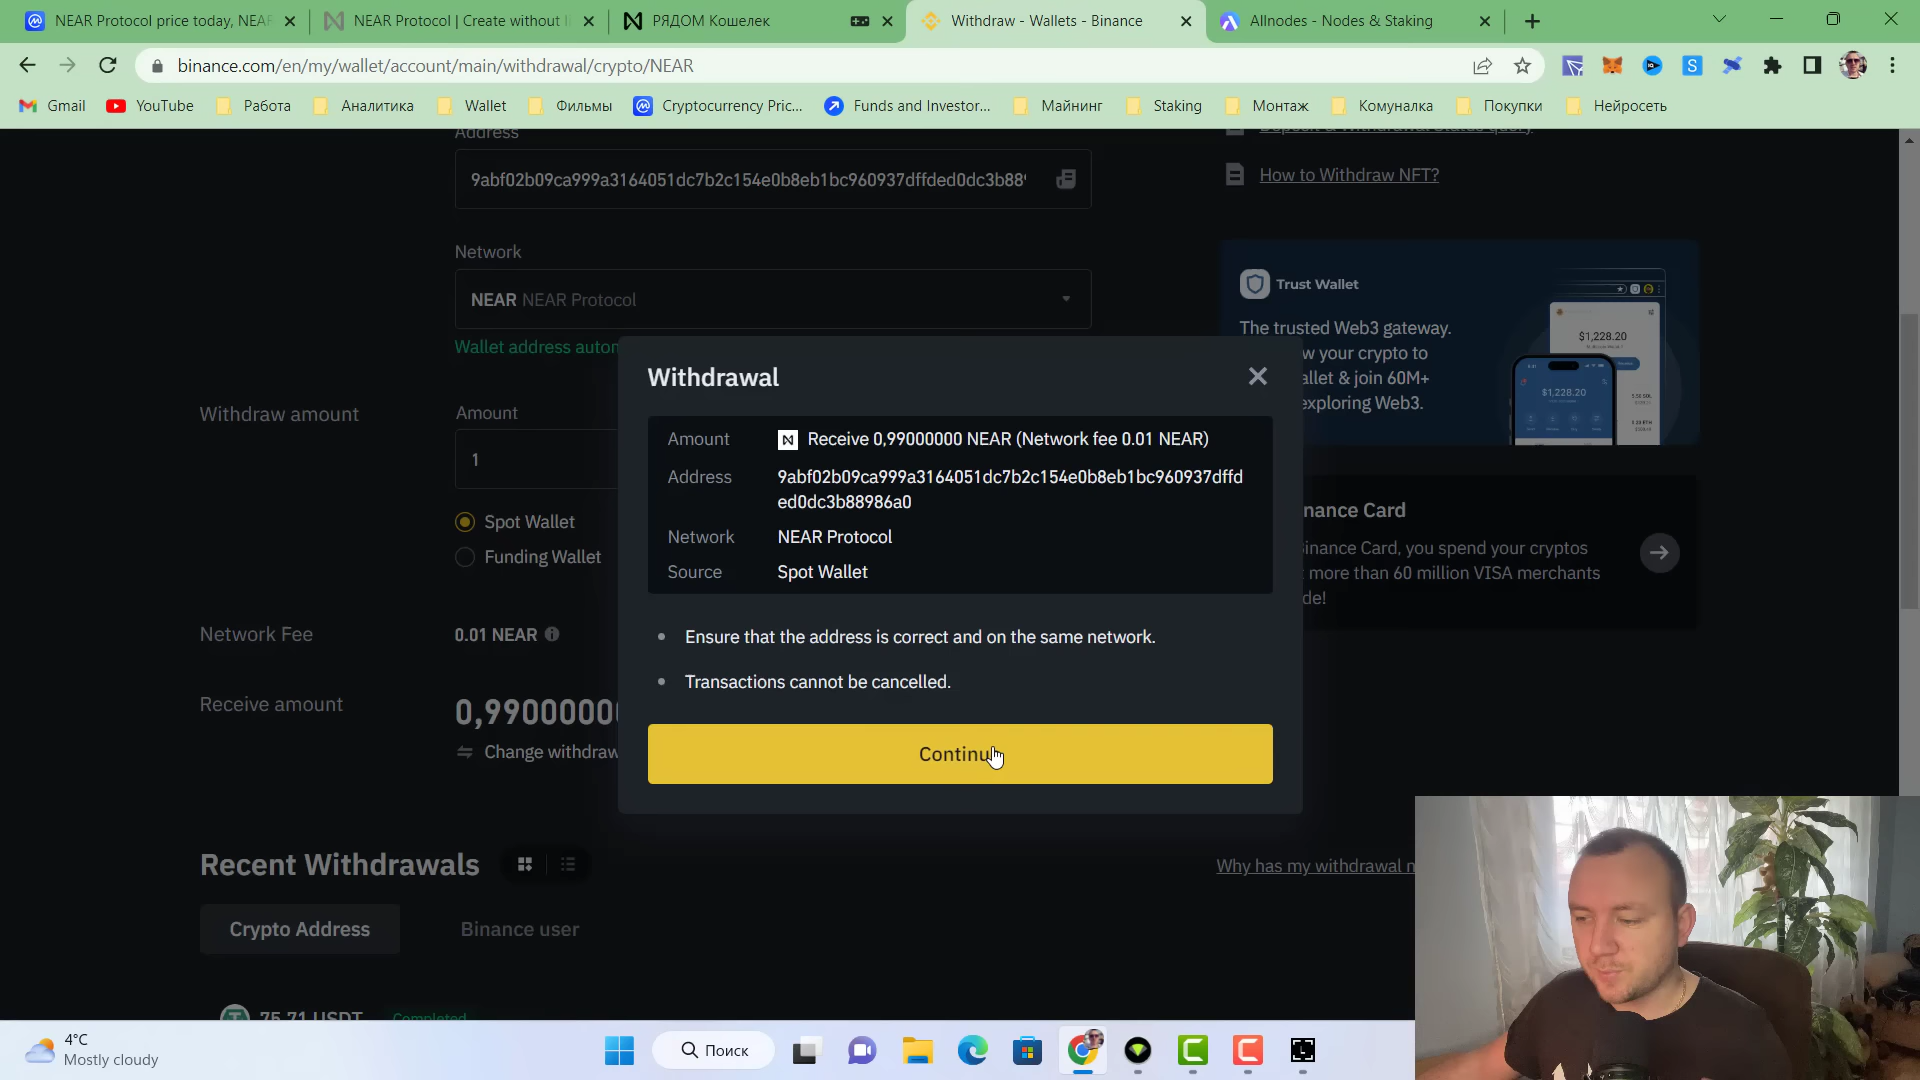 NEAR Protocol price today, NEAR
NEAR Protocol | Create without li
РЯДОМ Кошелек
Withdraw - Wallets - Binance
Allnodes - Nodes & Staking
binance.com/en/my/wallet/account/main/withdrawal/crypto/NEAR
Gmail
YouTube
Работа
Аналитика
Wallet
Фильмы
Cryptocurrency Pric...
Funds and Investor...
Майнинг
Staking
Монтаж
Комуналка
Покупки
Нейросеть
Address
Deposit & Withdrawal Status query
9abf02b09ca999a3164051dc7b2c154e0b8eb1bc960937dffded0dc3b889
How to Withdraw NFT?
Network
NEAR NEAR Protocol
Wallet address autom
Trust Wallet
The trusted Web3 gateway.
w your crypto to
allet & join 60M+
exploring Web3.
$1,228.20
$1,228.20
Withdraw amount
Amount
1
Spot Wallet
Funding Wallet
Network Fee
0.01 NEAR
Receive amount
0,99000000
Change withdraw
Withdrawal
Amount
Receive 0,99000000 NEAR (Network fee 0.01 NEAR)
Address
9abf02b09ca999a3164051dc7b2c154e0b8eb1bc960937dffd
ed0dc3b88986a0
Network
NEAR Protocol
Source
Spot Wallet
Ensure that the address is correct and on the same network.
Transactions cannot be cancelled.
Continu
nance Card
inance Card, you spend your cryptos
more than 60 million VISA merchants
de!
Recent Withdrawals
Why has my withdrawal n
Crypto Address
Binance user
75,71 USDT
Completed
4°C
Mostly cloudy
Поиск